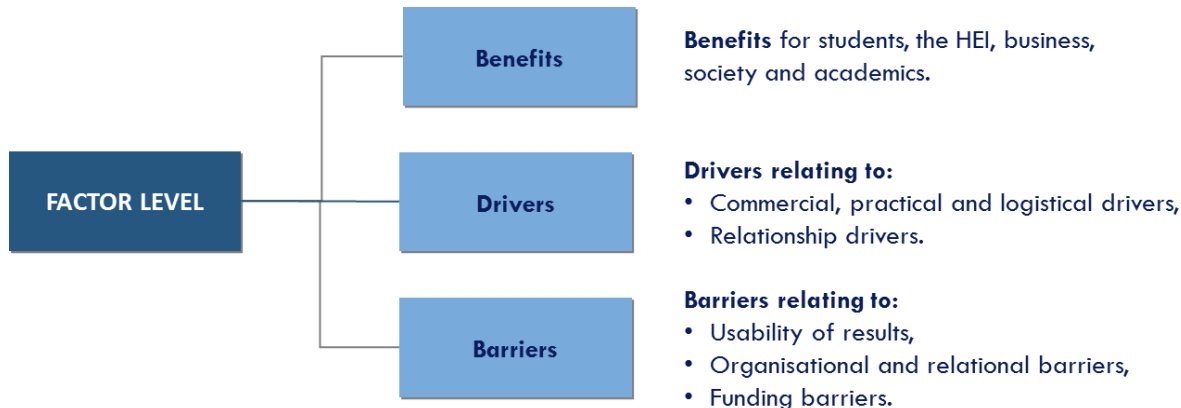 FACTOR LEVEL
Benefits
Benefits for students, the HEI, business,
society and academics.
Drivers
Drivers relating to:
• Commercial, practical and logistical drivers,
• Relationship drivers.
Barriers
Barriers relating to:
• Usability of results,
• Organisational and relational barriers,
• Funding barriers.